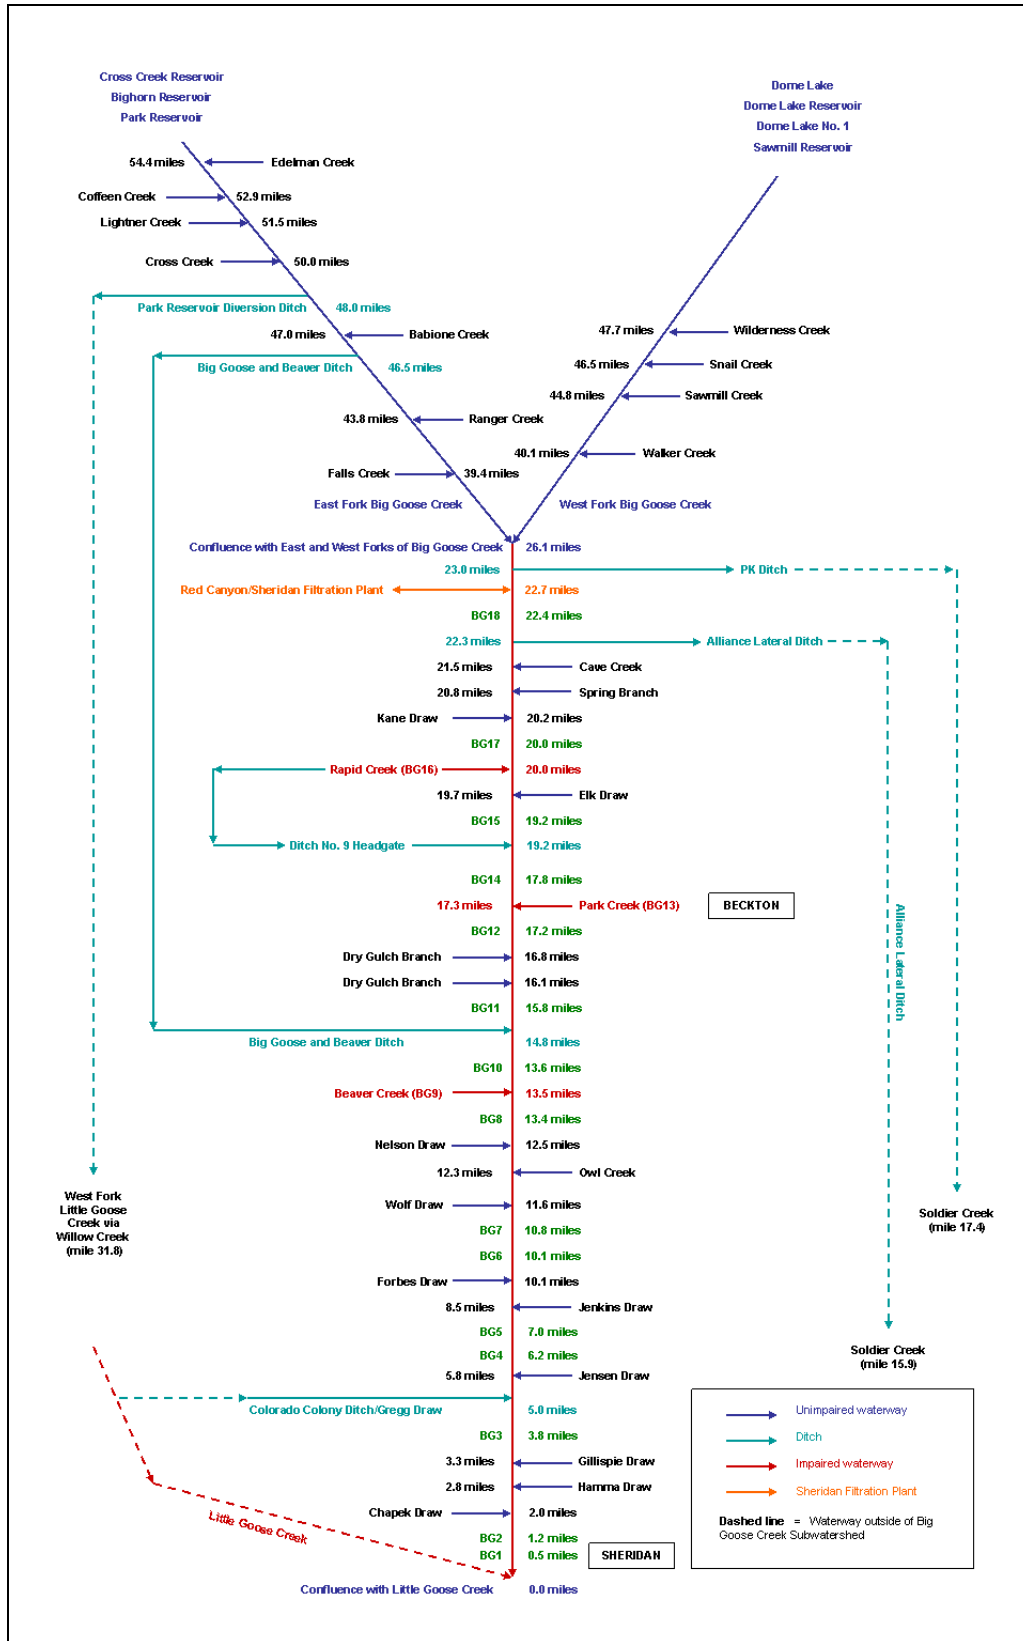 Cross Creek Reservoir
Bighorn Reservoir
Park Reservoir
Dome Lake
Dome Lake Reservoir
Dome Lake No. 1
Sawmill Reservoir
54.4 miles
Edelman Creek
Coffeen Creek
52.9 miles
Lightner Creek
51.5 miles
Cross Creek
50.0 miles
Park Reservoir Diversion Ditch
48.0 miles
47.0 miles
Babione Creek
47.7 miles
Wilderness Creek
Big Goose and Beaver Ditch
46.5 miles
46.5 miles
Snail Creek
44.8 miles
Sawmill Creek
43.8 miles
Ranger Creek
40.1 miles
Walker Creek
Falls Creek
39.4 miles
East Fork Big Goose Creek
West Fork Big Goose Creek
Confluence with East and West Forks of Big Goose Creek
26.1 miles
23.0 miles
PK Ditch
Red Canyon/Sheridan Filtration Plant
22.7 miles
BG18
22.4 miles
22.3 miles
Alliance Lateral Ditch
21.5 miles
Cave Creek
20.8 miles
Spring Branch
Kane Draw
20.2 miles
BG17
20.0 miles
Rapid Creek (BG16)
20.0 miles
19.7 miles
Elk Draw
BG15
19.2 miles
Ditch No. 9 Headgate
19.2 miles
BG14
17.8 miles
17.3 miles
Park Creek (BG13)
BECKTON
BG12
17.2 miles
Dry Gulch Branch
16.8 miles
Dry Gulch Branch
16.1 miles
Alliance Lateral Ditch
BG11
15.8 miles
Big Goose and Beaver Ditch
14.8 miles
BG10
13.6 miles
Beaver Creek (BG9)
13.5 miles
BG8
13.4 miles
Nelson Draw
12.5 miles
12.3 miles
Owl Creek
West Fork
Little Goose
Creek via
Willow Creek
(mile 31.8)
Wolf Draw
11.6 miles
Soldier Creek
(mile 17.4)
BG7
10.8 miles
BG6
10.1 miles
Forbes Draw
10.1 miles
8.5 miles
Jenkins Draw
BG5
7.0 miles
BG4
6.2 miles
Soldier Creek
(mile 15.9)
5.8 miles
Jensen Draw
Colorado Colony Ditch/Gregg Draw
5.0 miles
BG3
3.8 miles
3.3 miles
Gillispie Draw
2.8 miles
Hamma Draw
Chapek Draw
2.0 miles
Little Goose Creek
BG2
1.2 miles
BG1
0.5 miles
SHERIDAN
Confluence with Little Goose Creek
0.0 miles
Unimpaired waterway
Ditch
Impaired waterway
Sheridan Filtration Plant
Dashed line = Waterway outside of Big
Goose Creek Subwatershed